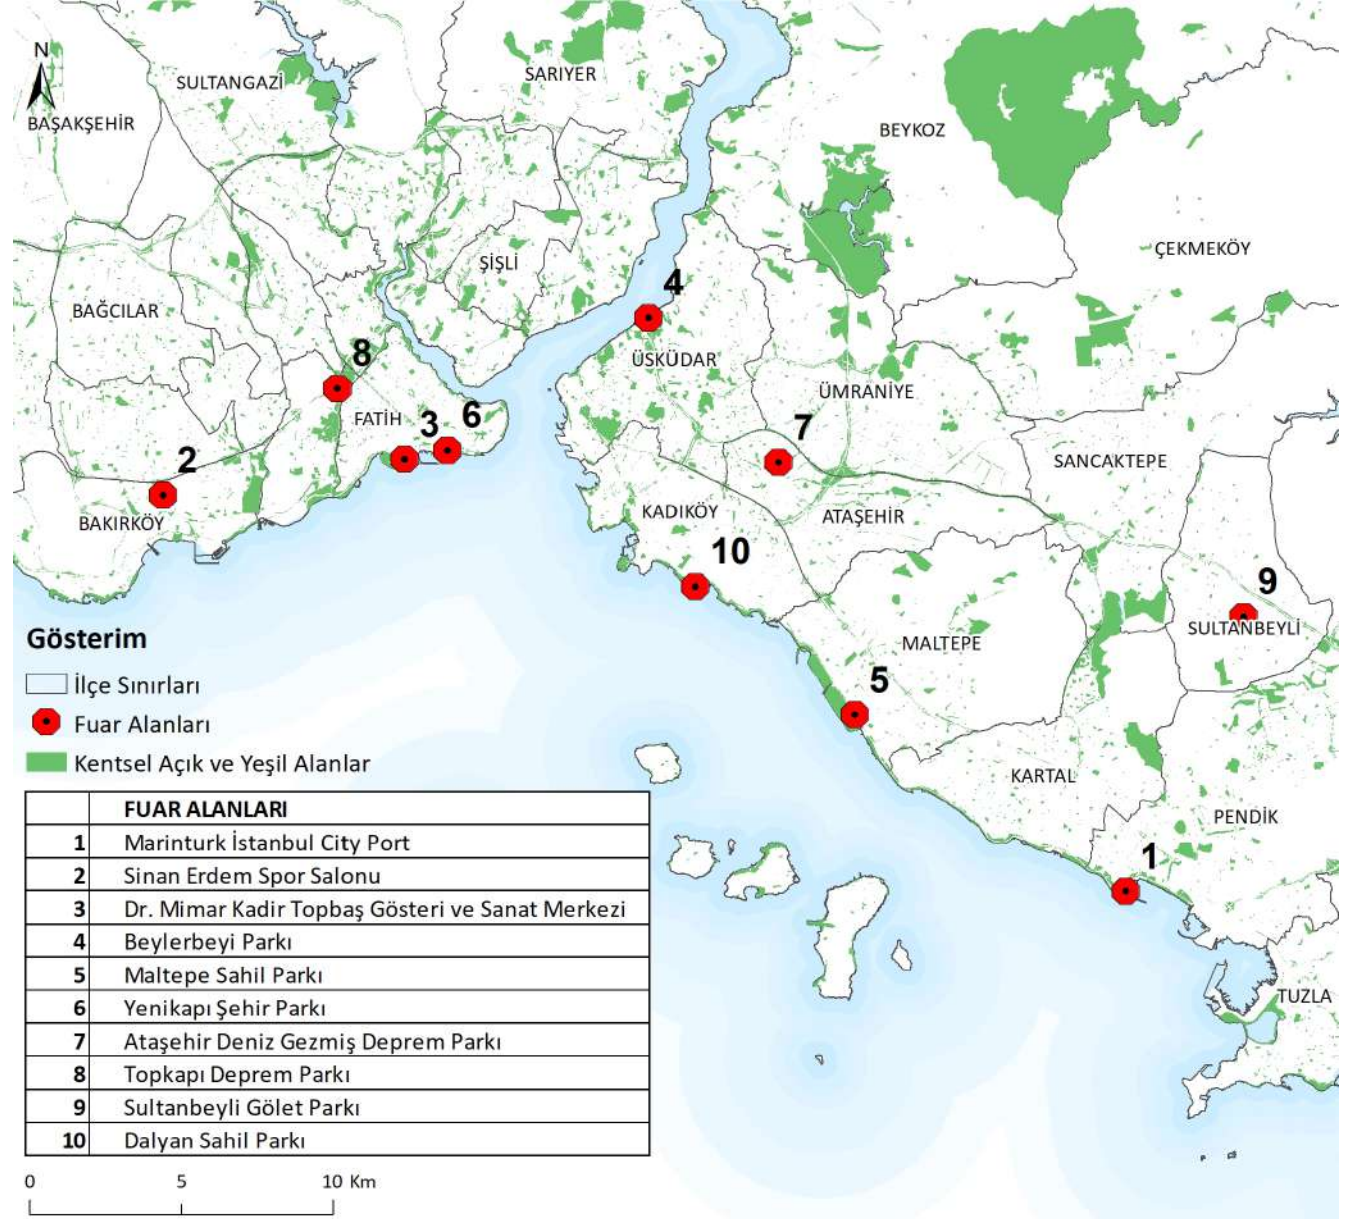 N
SULTANGAZİ
SARIYER
BAŞAKŞEHİR
BEYKOZ
ÇEKMEKÖY
ŞİŞLİ
4
BAĞCILAR
8
ÜSKÜDAR
ÜMRANİYE
FATİH
3
6
7
2
SANCAKTEPE
BAKIRKÖY
KADIKÖY
ATAŞEHİR
10
9
SULTANBEYLİ
MALTEPE
5
KARTAL
PENDİK
1
TUZLA
Gösterim
İlçe Sınırları
Fuar Alanları
Kentsel Açık ve Yeşil Alanlar
FUAR ALANLARI
1 Marinturk İstanbul City Port
2 Sinan Erdem Spor Salonu
3 Dr. Mimar Kadir Topbaş Gösteri ve Sanat Merkezi
4 Beylerbeyi Parkı
5 Maltepe Sahil Parkı
6 Yenikapı Şehir Parkı
7 Ataşehir Deniz Gezmiş Deprem Parkı
8 Topkapı Deprem Parkı
9 Sultanbeyli Gölet Parkı
10 Dalyan Sahil Parkı
0 5 10 Km